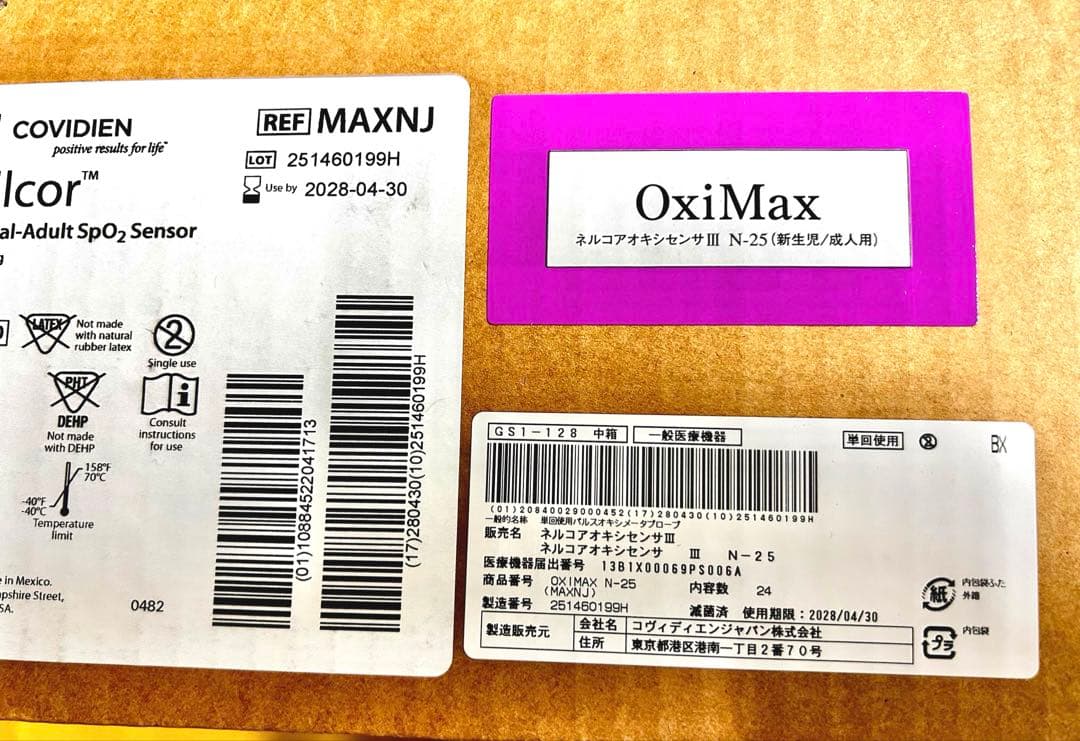 COVIDIEN
positive results for life™
REF MAXNJ
LOT 251460199H
Use by 2028-04-30
lcor™
al-Adult SpO2 Sensor
g
LATEX
Not made
with natural
rubber latex
2
Single use
PHT
DEHP
Not made
with DEHP
i
Consult
instructions
for use
158°F
70°C
-40°F
-40°C
Temperature
limit
(01)10884522041713
(17)280430(10)251460199H
e in Mexico.
pshire Street,
SA.
0482
OxiMax
ネルコアオキシセンサIII N-25(新生児/成人用)
GS1-128 中箱 一般医療機器 単回使用 2 BX
(01)20840029000452(17)280430(10)251460199H
一般的名称 単回使用パルスオキシメータプローブ
販売名 ネルコアオキシセンサIII
ネルコアオキシセンサ III N-25
医療機器届出番号 13B1X00069PS006A
商品番号 OXIMAX N-25 内容数 24
(MAXNJ)
製造番号 251460199H 滅菌済 使用期限:2028/04/30
製造販売元 会社名 コヴィディエンジャパン株式会社
住所 東京都港区港南一丁目2番70号
紙 内包袋ふた
外箱
プラ 内包袋